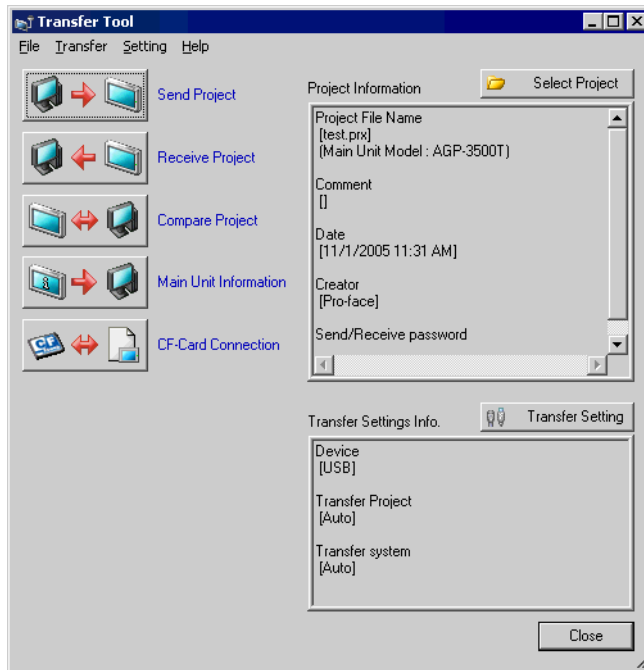 Transfer Tool
File Transfer Setting Help
Send Project
Receive Project
Compare Project
Main Unit Information
CF
CF-Card Connection
Project Information
Select Project
Project File Name
[test.prx]
(Main Unit Model : AGP-3500T)
Comment
[]
Date
[11/1/2005 11:31 AM]
Creator
[Pro-face]
Send/Receive password
Transfer Settings Info.
Transfer Setting
Device
[USB]
Transfer Project
[Auto]
Transfer system
[Auto]
Close